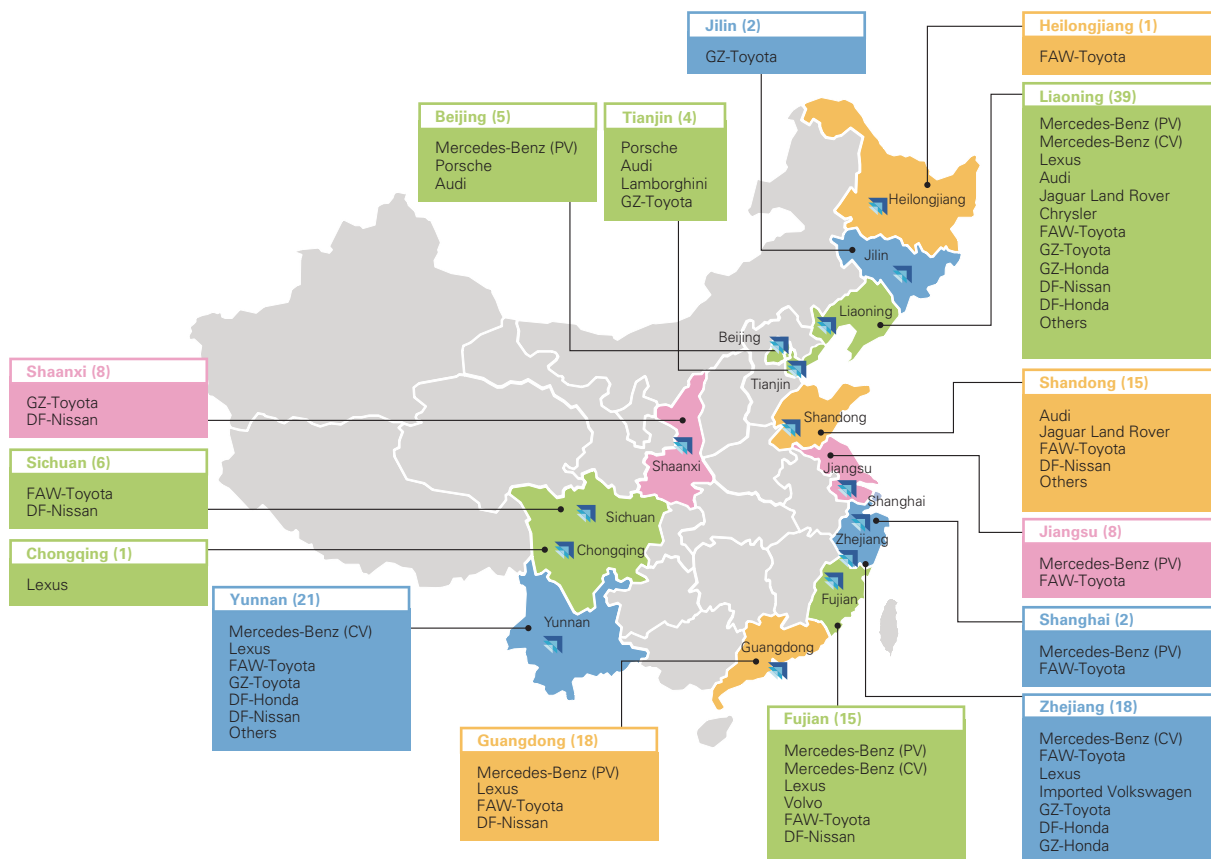 Jilin (2)
GZ-Toyota
Heilongjiang (1)
FAW-Toyota
Beijing (5)
Mercedes-Benz (PV)
Porsche
Audi
Tianjin (4)
Porsche
Audi
Lamborghini
GZ-Toyota
Liaoning (39)
Mercedes-Benz (PV)
Mercedes-Benz (CV)
Lexus
Audi
Jaguar Land Rover
Chrysler
FAW-Toyota
GZ-Toyota
GZ-Honda
DF-Nissan
DF-Honda
Others
Heilongjiang
Jilin
Liaoning
Beijing
Tianjin
Shandong
Shaanxi
Jiangsu
Shanghai
Sichuan
Zhejiang
Chongqing
Fujian
Yunnan
Guangdong
Shaanxi (8)
GZ-Toyota
DF-Nissan
Sichuan (6)
FAW-Toyota
DF-Nissan
Chongqing (1)
Lexus
Yunnan (21)
Mercedes-Benz (CV)
Lexus
FAW-Toyota
GZ-Toyota
DF-Honda
DF-Nissan
Others
Guangdong (18)
Mercedes-Benz (PV)
Lexus
FAW-Toyota
DF-Nissan
Fujian (15)
Mercedes-Benz (PV)
Mercedes-Benz (CV)
Lexus
Volvo
FAW-Toyota
DF-Nissan
Shandong (15)
Audi
Jaguar Land Rover
FAW-Toyota
DF-Nissan
Others
Jiangsu (8)
Mercedes-Benz (PV)
FAW-Toyota
Shanghai (2)
Mercedes-Benz (PV)
FAW-Toyota
Zhejiang (18)
Mercedes-Benz (CV)
FAW-Toyota
Lexus
Imported Volkswagen
GZ-Toyota
DF-Honda
GZ-Honda